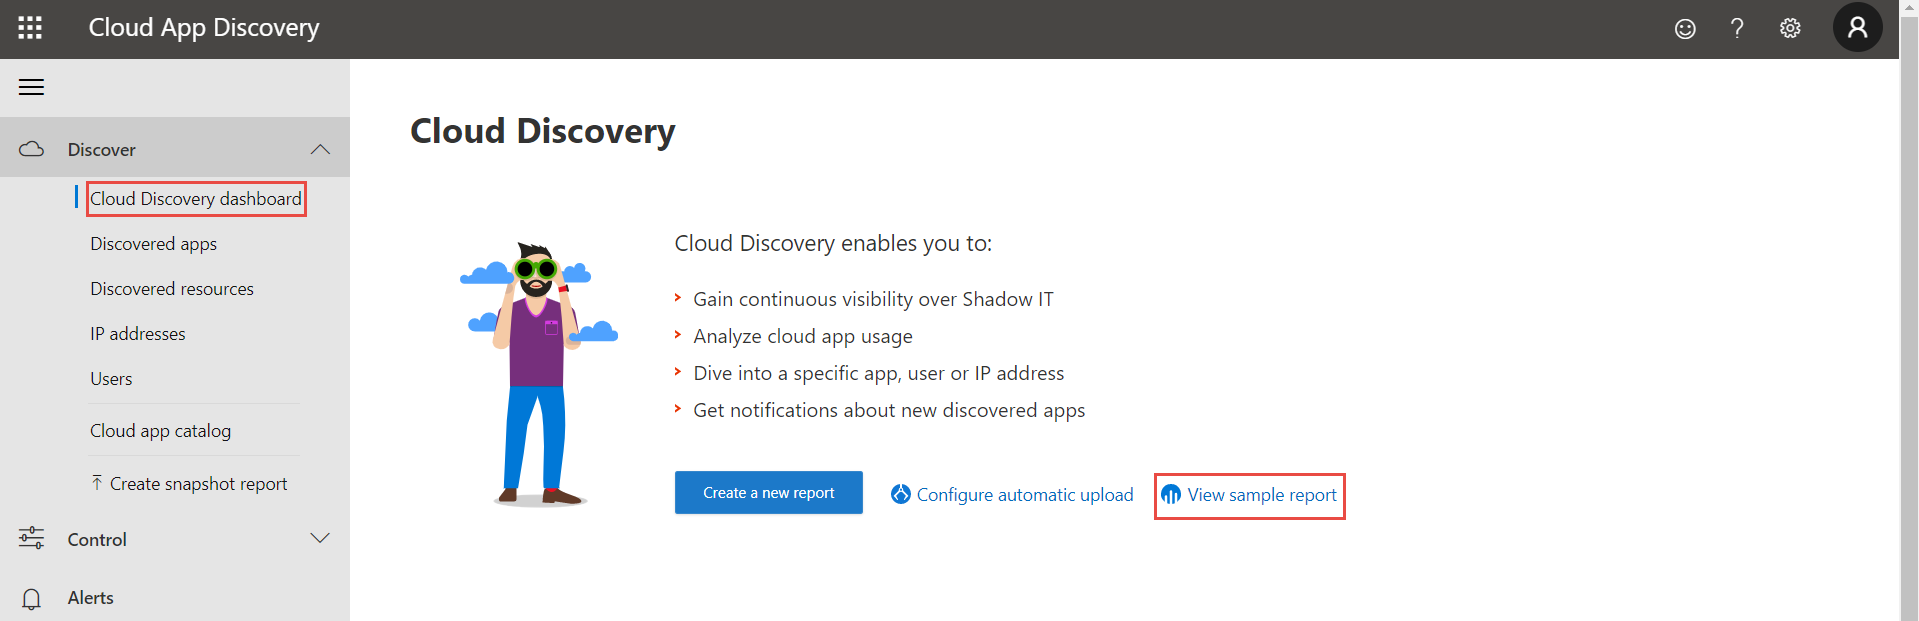 Cloud App Discovery
Discover
Cloud Discovery dashboard
Discovered apps
Discovered resources
IP addresses
Users
Cloud app catalog
Create snapshot report
Control
Alerts
Cloud Discovery
Cloud Discovery enables you to:
Gain continuous visibility over Shadow IT
Analyze cloud app usage
Dive into a specific app, user or IP address
Get notifications about new discovered apps
Create a new report
Configure automatic upload
View sample report